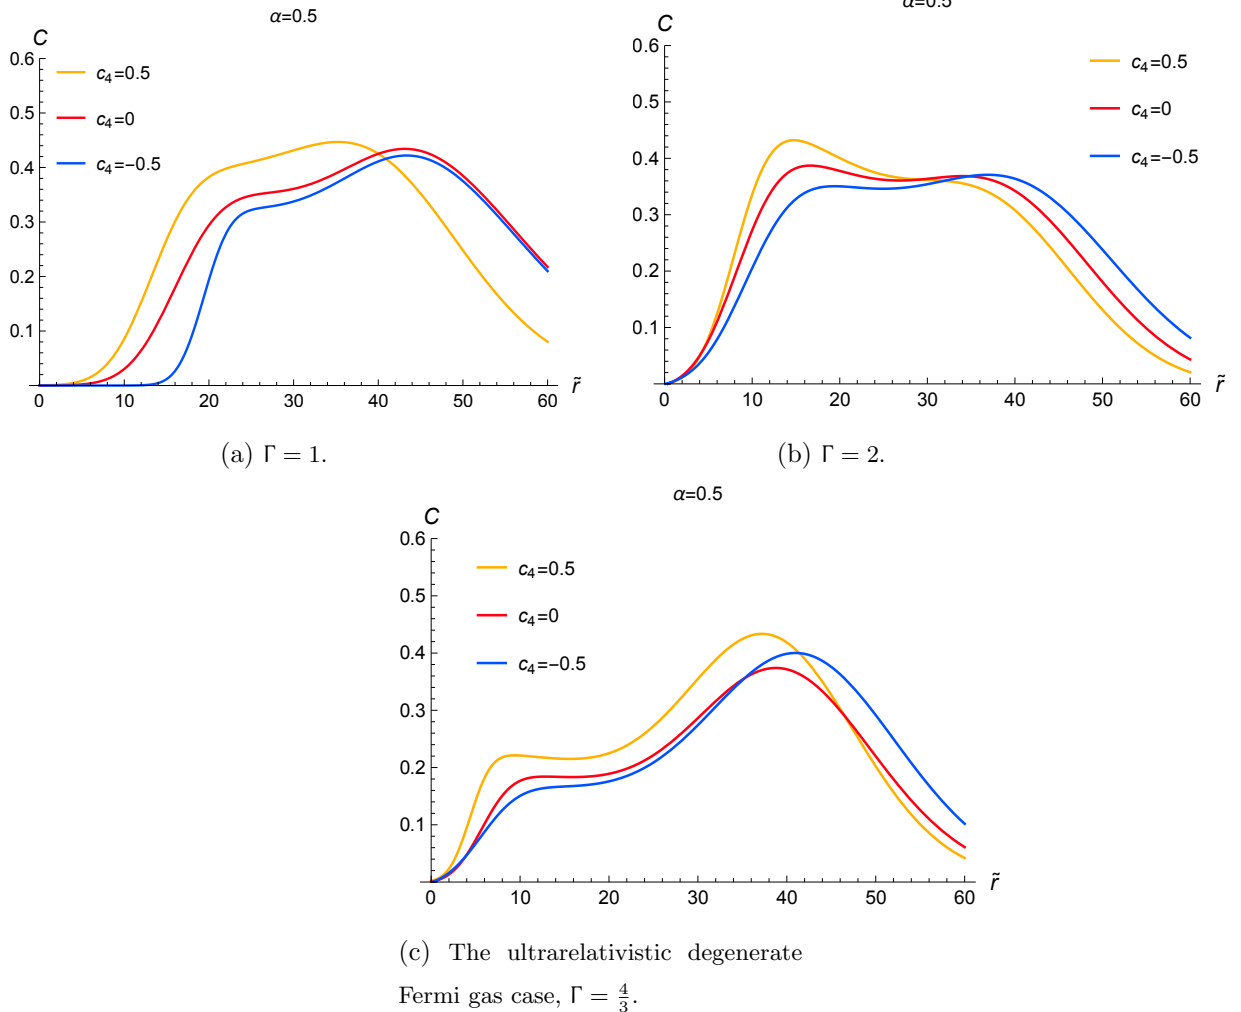 α=0.5
C
0.6
0.5
0.4
0.3
0.2
0.1
c4=0.5
c4=0
c4=−0.5
0 10 20 30 40 50 60
r̃
(a) Γ = 1.
α=0.5
C
0.6
0.5
0.4
0.3
0.2
0.1
c4=0.5
c4=0
c4=−0.5
0 10 20 30 40 50 60
r̃
(b) Γ = 2.
α=0.5
C
0.6
0.5
0.4
0.3
0.2
0.1
c4=0.5
c4=0
c4=−0.5
0 10 20 30 40 50 60
r̃
(c) The ultrarelativistic degenerate
Fermi gas case, Γ = 4/3.